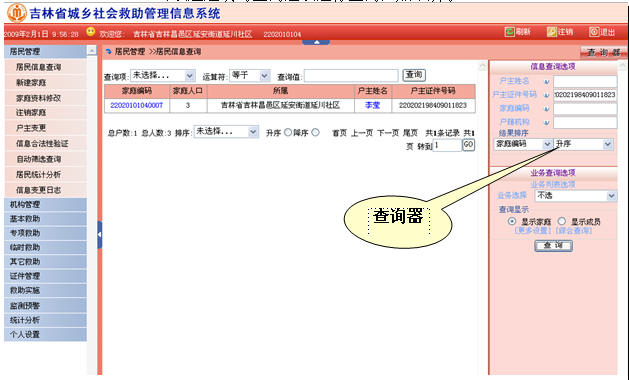 吉林省城乡社会救助管理信息系统
2009年2月1日 9:56:28 欢迎您: 吉林省吉林昌邑区延安街道延川社区 2202010104 刷新 注销 退出
居民管理
居民信息查询
新建家庭
家庭资料修改
注销家庭
户主变更
信息合法性验证
自动筛选查询
居民统计分析
信息变更日志
机构管理
基本救助
专项救助
临时救助
其它救助
证件管理
救助实施
监测预警
统计分析
个人设置
居民管理 >>居民信息查询 查 询 器
查询项: 未选择... 运算符: 等于 查询值: 查询
家庭编码 家庭人口 所属 户主姓名 户主证件号码
22020101040007 3 吉林省吉林昌邑区延安街道延川社区 李莹 220202198409011823
总户数:1 总人数:3 排序: 未选择... 升序 降序 首页 上一页 下一页 尾页 共1条记录 共1
页 转到 1 GO
信息查询选项
户主姓名
户主证件号码 0202198409011823
家庭编码
户籍机构
结果排序
家庭编码 升序
业务查询选项
业务列表选项
业务选择 不选
查询显示
显示家庭 显示成员
[更多设置] [综合查询]
查 询
查询器